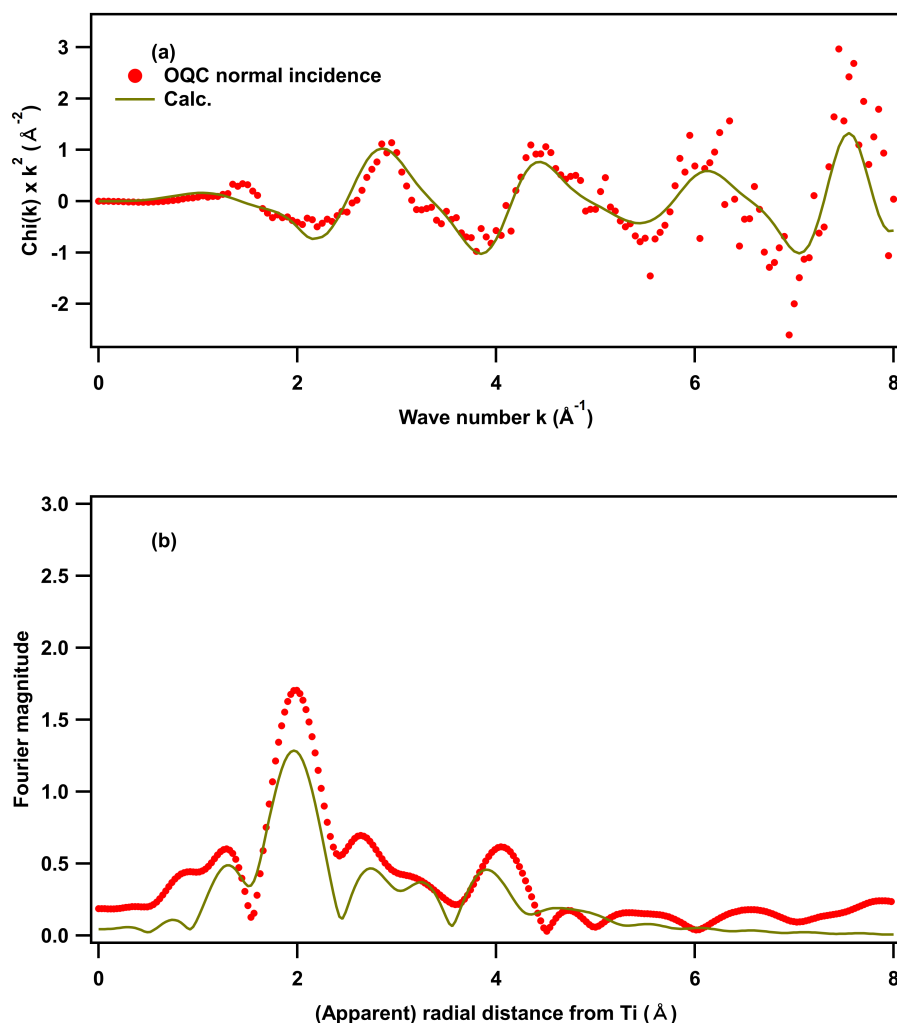 (a)
OQC normal incidence
Calc.
Chi(k) x k² (Å⁻²)
3
2
1
0
-1
-2
0 2 4 6 8
Wave number k (Å⁻¹)
(b)
Fourier magnitude
3.0
2.5
2.0
1.5
1.0
0.5
0.0
0 2 4 6 8
(Apparent) radial distance from Ti (Å)